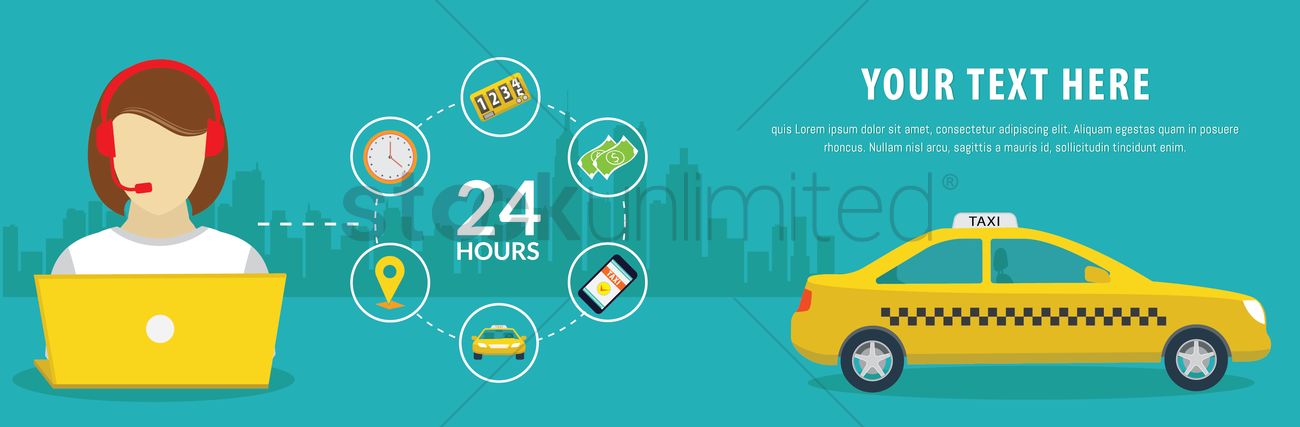 1234
24
HOURS
TAXI
YOUR TEXT HERE
quis Lorem ipsum dolor sit amet, consectetur adipiscing elit. Aliquam egestas quam in posuere
rhoncus. Nullam nisl arcu, sagittis a mauris id, sollicitudin tincidunt enim.
TAXI
stockunlimited®